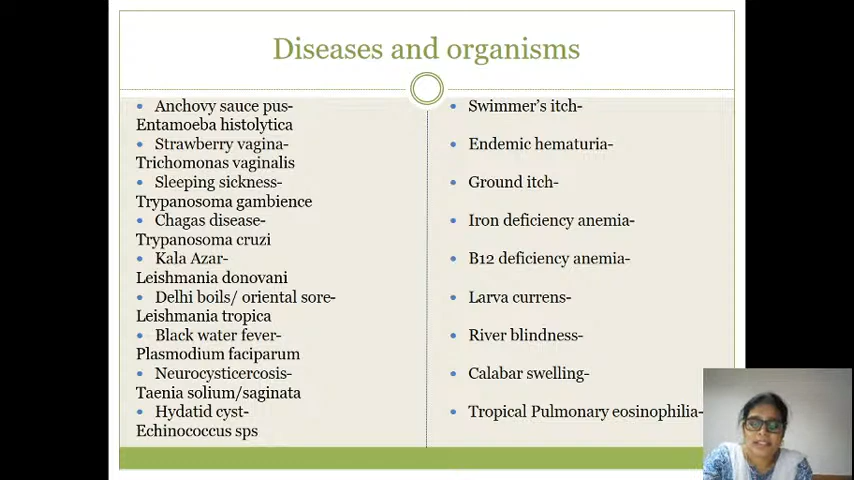 Diseases and organisms
Anchovy sauce pus-
Entamoeba histolytica
Strawberry vagina-
Trichomonas vaginalis
Sleeping sickness-
Trypanosoma gambience
Chagas disease-
Trypanosoma cruzi
Kala Azar-
Leishmania donovani
Delhi boils/ oriental sore-
Leishmania tropica
Black water fever-
Plasmodium faciparum
Neurocysticercosis-
Taenia solium/saginata
Hydatid cyst-
Echinococcus sps
Swimmer's itch-
Endemic hematuria-
Ground itch-
Iron deficiency anemia-
B12 deficiency anemia-
Larva currens-
River blindness-
Calabar swelling-
Tropical Pulmonary eosinophilia-